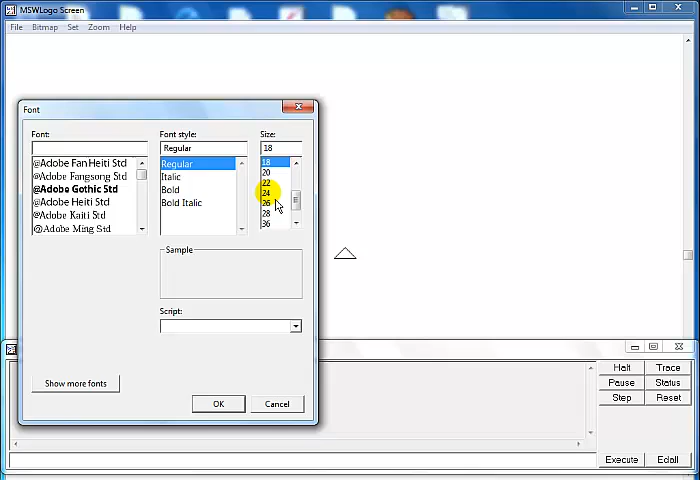 MSWLogo Screen
File Bitmap Set Zoom Help
Font
Font: Font style: Size:
Regular 18
@Adobe Fan Heiti Std Regular 18
@Adobe Fangsong Std Italic 20
@Adobe Gothic Std Bold 22
@Adobe Heiti Std Bold Italic 24
@Adobe Kaiti Std 26
@Adobe Ming Std 28
36
Sample
Script:
Show more fonts
OK Cancel
Halt Trace
Pause Status
Step Reset
Execute Edall